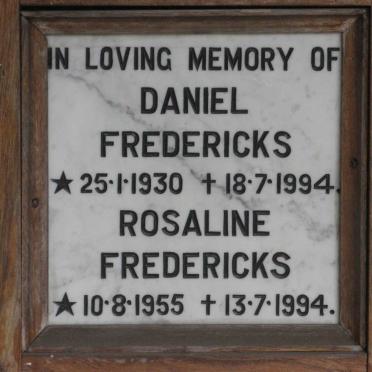 IN LOVING MEMORY OF
DANIEL
FREDERICKS
★ 25·1·1930 ✝ 18·7·1994.
ROSALINE
FREDERICKS
★ 10·8·1955 ✝ 13·7·1994.